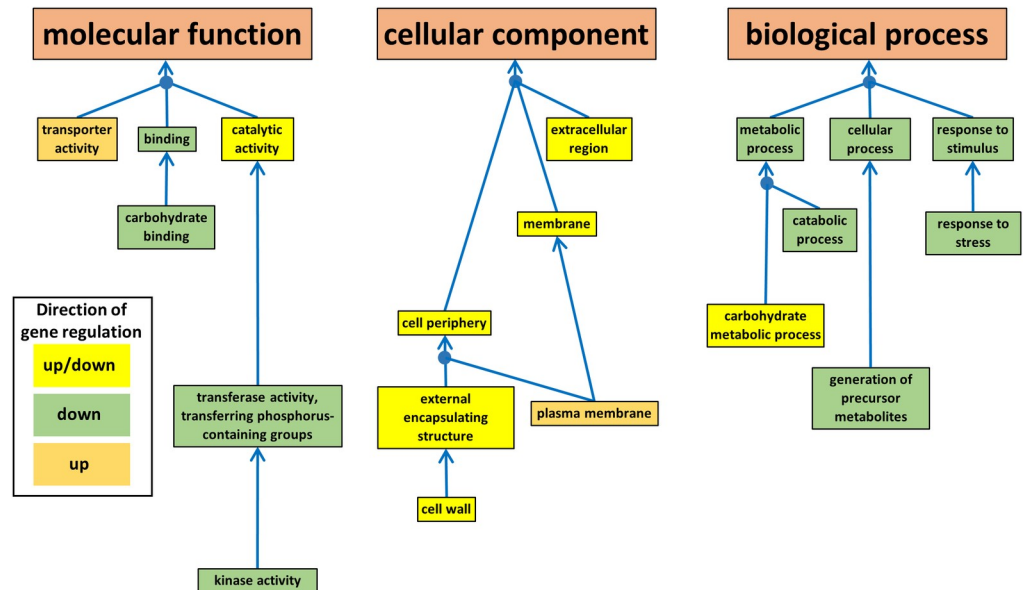 molecular function
cellular component
biological process
transporter
activity
binding
catalytic
activity
extracellular
region
metabolic
process
cellular
process
response to
stimulus
carbohydrate
binding
membrane
catabolic
process
response to
stress
Direction of
gene regulation
up/down
down
up
cell periphery
carbohydrate
metabolic process
transferase activity,
transferring phosphorus-
containing groups
external
encapsulating
structure
plasma membrane
generation of
precursor
metabolites
cell wall
kinase activity